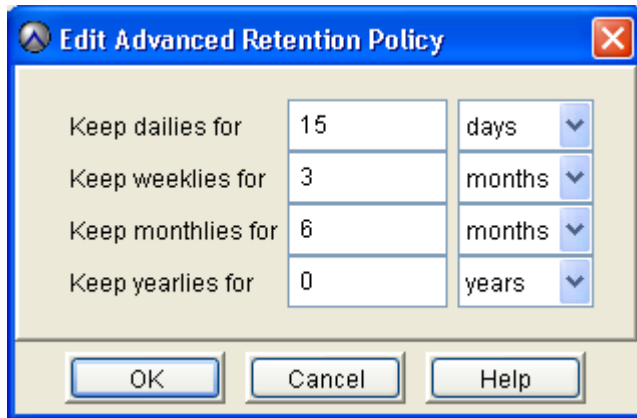 Edit Advanced Retention Policy
Keep dailies for 15 days
Keep weeklies for 3 months
Keep monthlies for 6 months
Keep yearlies for 0 years
OK Cancel Help